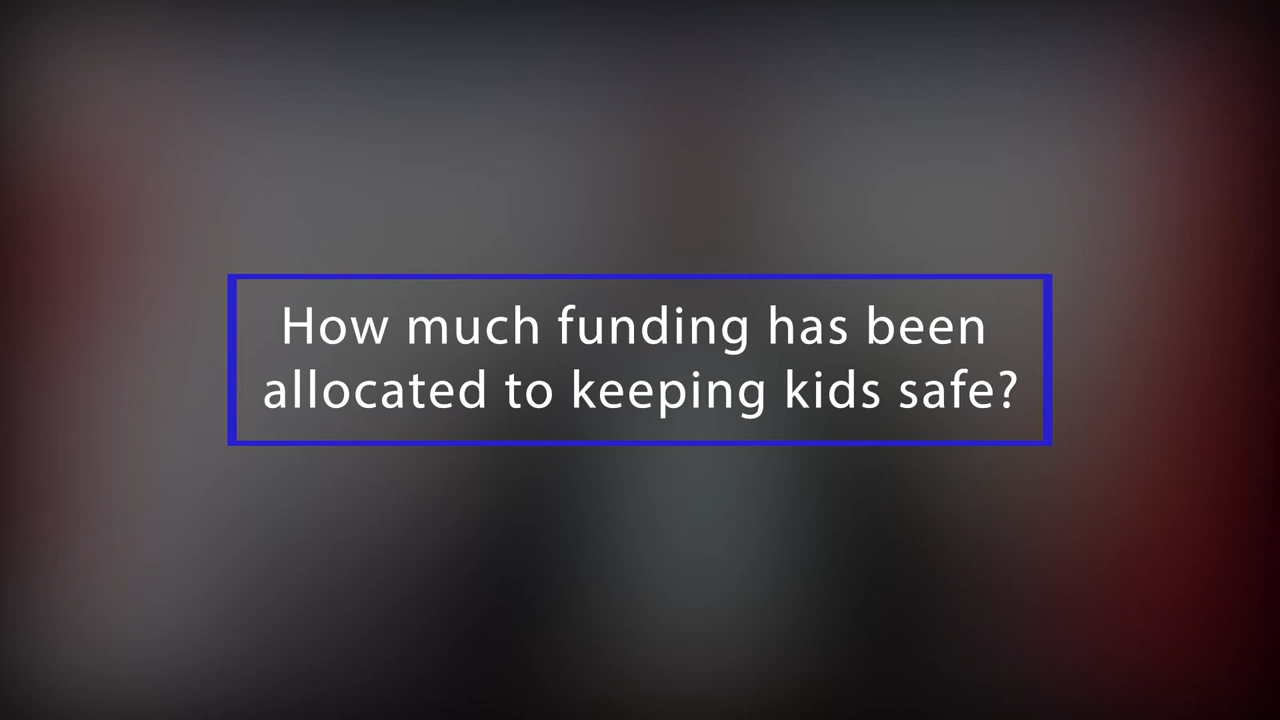 How much funding has been
allocated to keeping kids safe?